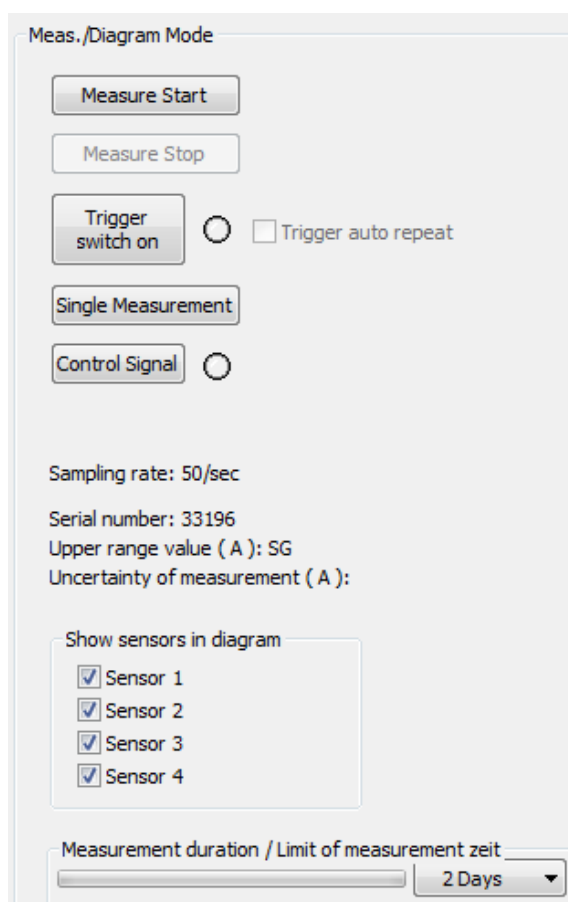 Meas./Diagram Mode
Measure Start
Measure Stop
Trigger
switch on
Trigger auto repeat
Single Measurement
Control Signal
Sampling rate: 50/sec
Serial number: 33196
Upper range value ( A ): SG
Uncertainty of measurement ( A ):
Show sensors in diagram
Sensor 1
Sensor 2
Sensor 3
Sensor 4
Measurement duration / Limit of measurement zeit
2 Days